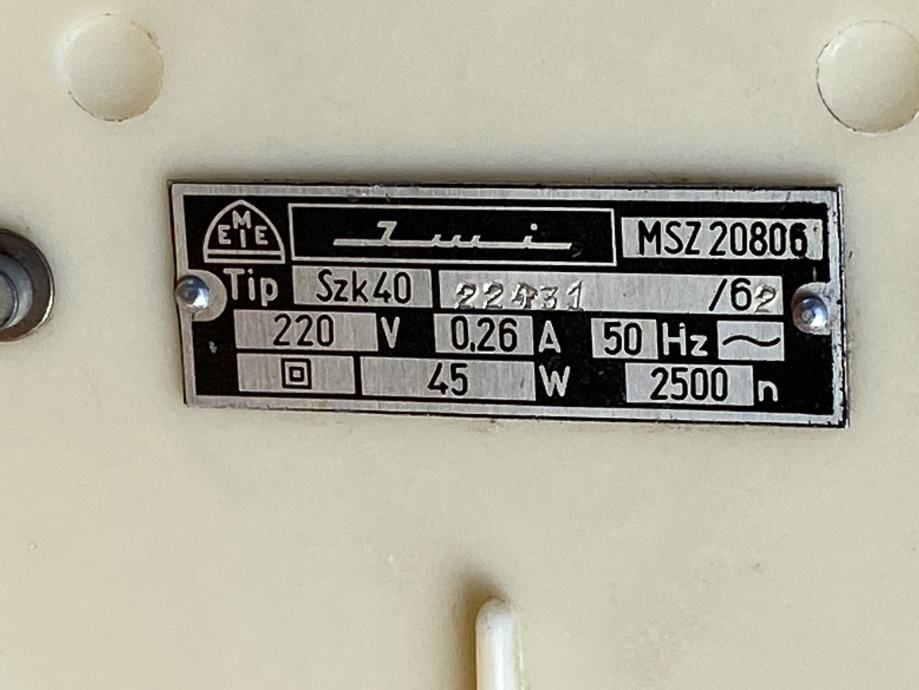 EMIE MSZ 20806
Tip Szk40 22431 /62
220 V 0,26 A 50 Hz ~
45 W 2500 n